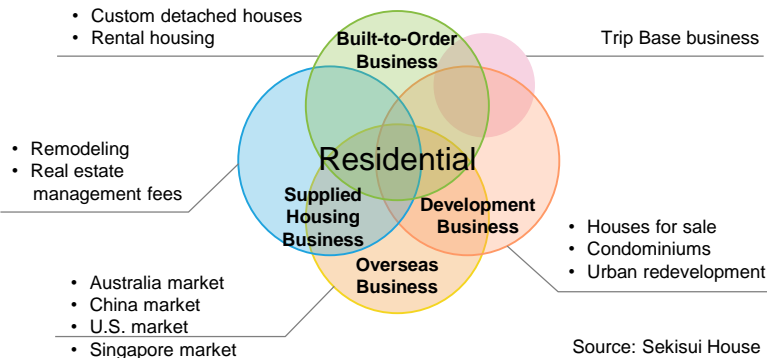 • Custom detached houses
• Rental housing
Built-to-Order
Business
Trip Base business
• Remodeling
• Real estate
management fees
Residential
Supplied
Housing
Business
Development
Business
Overseas
Business
• Houses for sale
• Condominiums
• Urban redevelopment
• Australia market
• China market
• U.S. market
• Singapore market
Source: Sekisui House